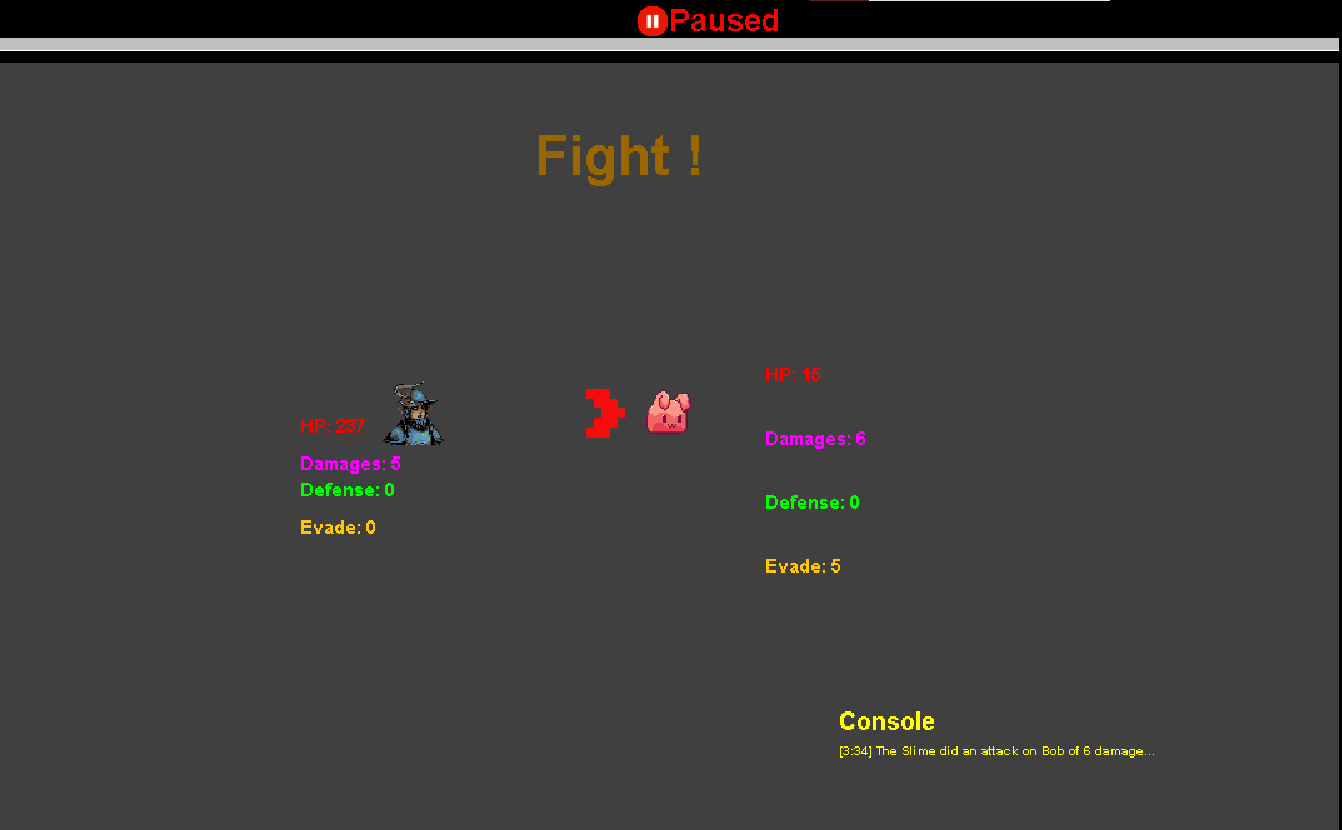 Paused
Fight !
HP: 237
Damages: 5
Defense: 0
Evade: 0
HP: 15
Damages: 6
Defense: 0
Evade: 5
Console
[3:34] The Slime did an attack on Bob of 6 damage...